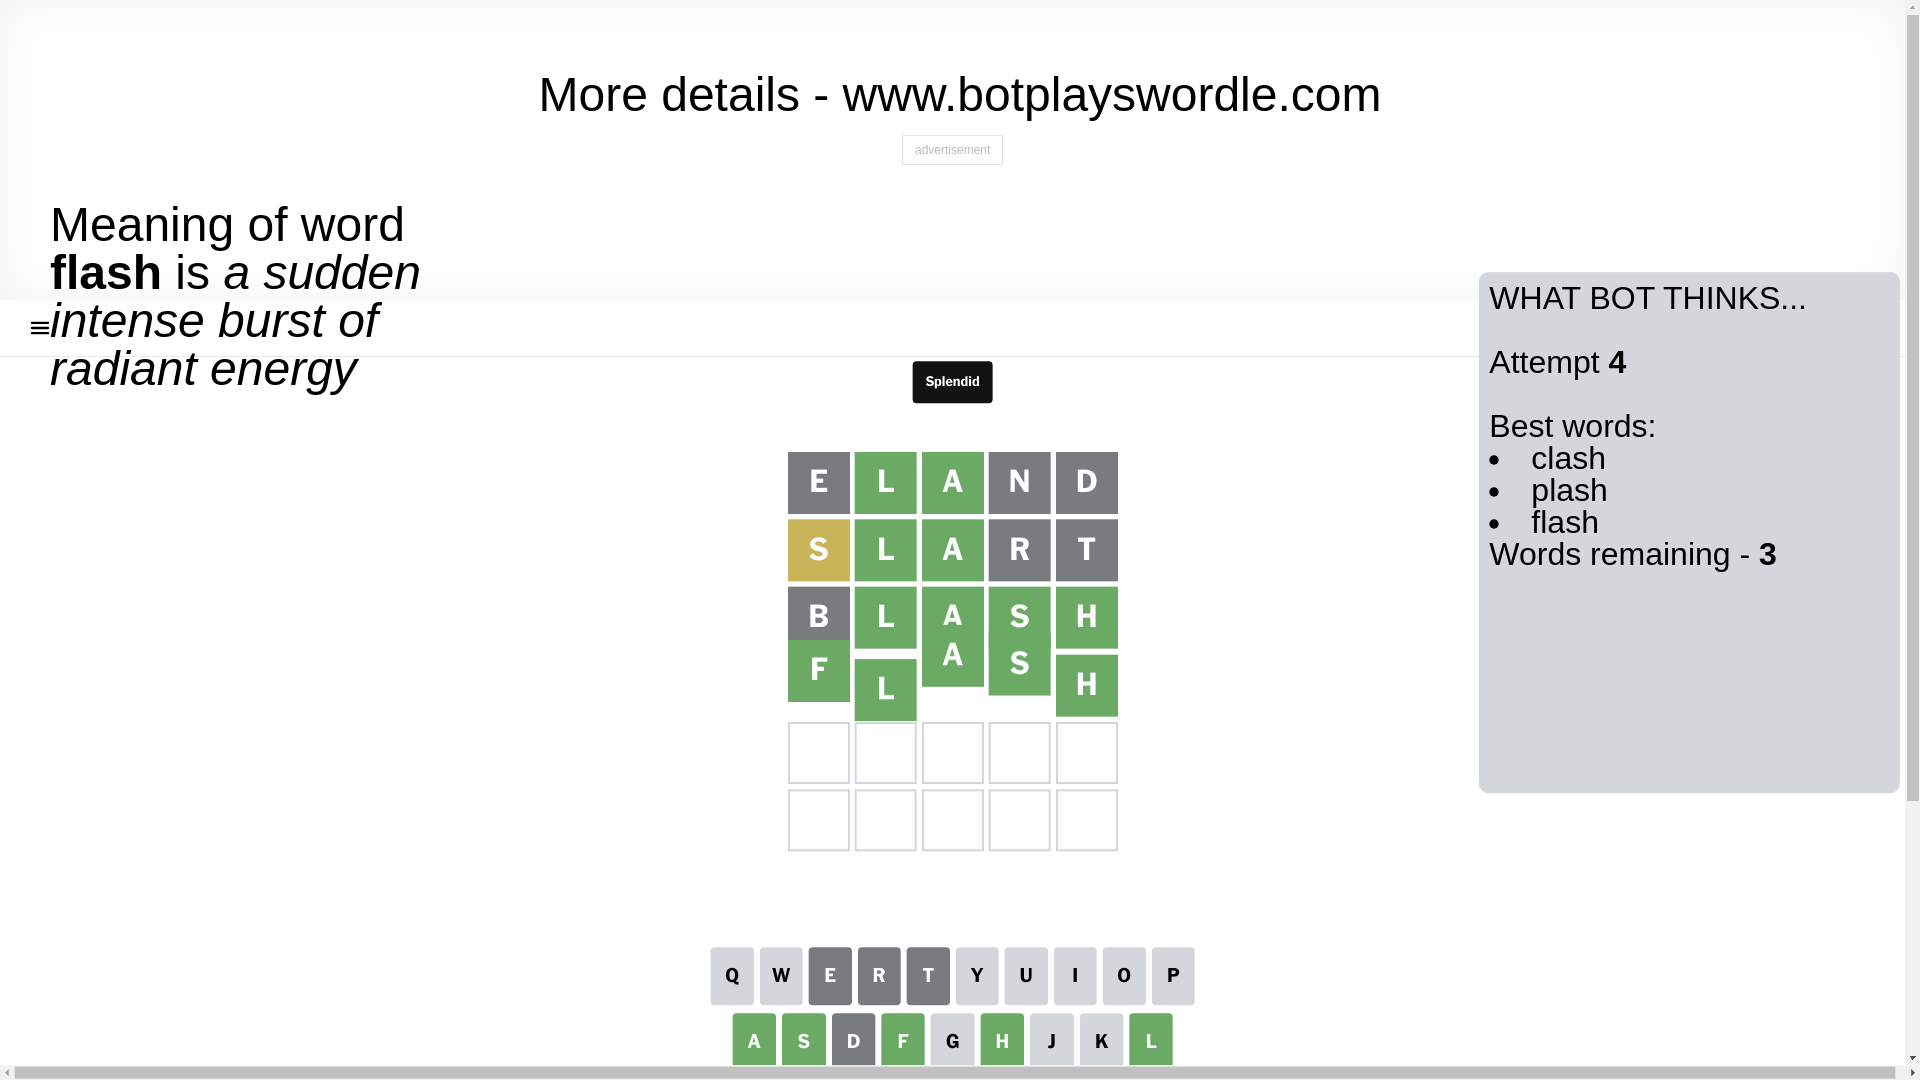 More details - www.botplayswordle.com
advertisement
Meaning of word
flash is a sudden
intense burst of
radiant energy
WHAT BOT THINKS...
Attempt 4
Best words:
• clash
• plash
• flash
Words remaining - 3
Splendid
E L A N D
S L A R T
B L A S H
F L A S H
Q W E R T Y U I O P
A S D F G H J K L